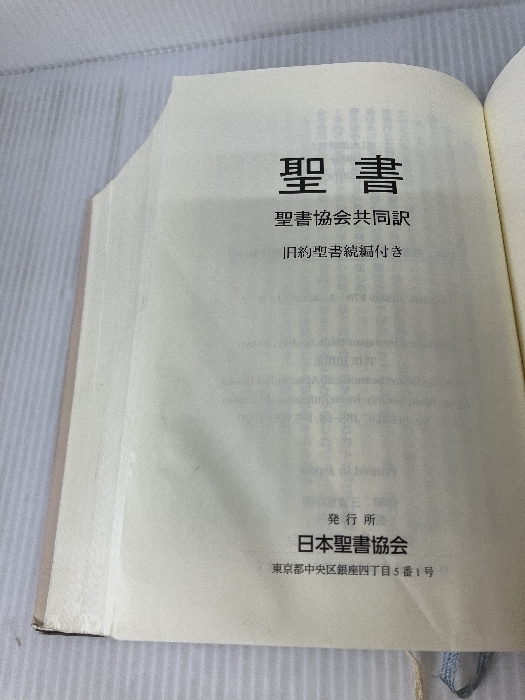 聖書
聖書協会共同訳
旧約聖書続編付き
発行所
日本聖書協会
東京都中央区銀座四丁目5番1号